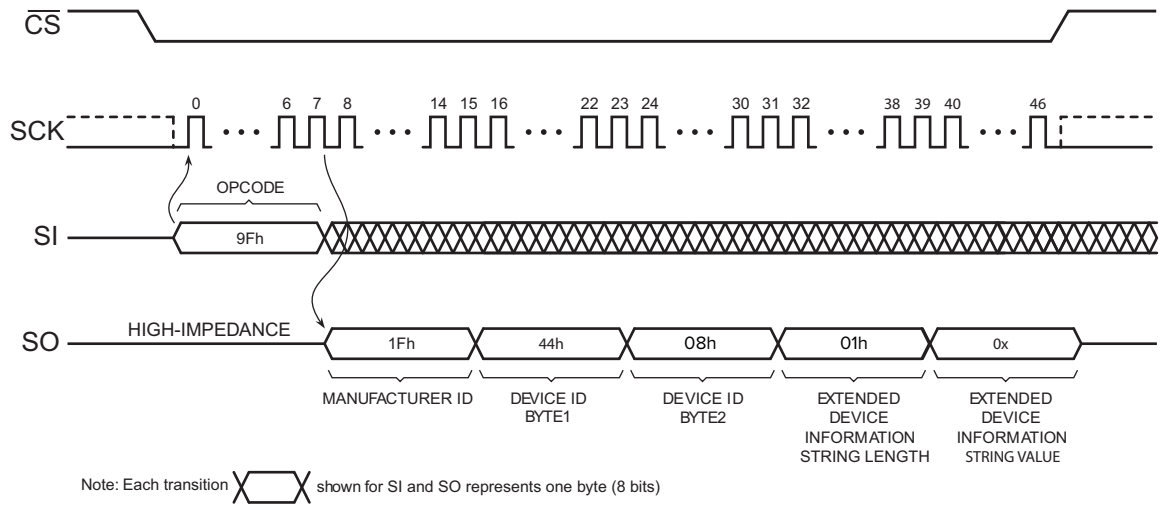 CS
0 6 7 8 14 15 16 22 23 24 30 31 32 38 39 40 46
SCK
OPCODE
SI 9Fh
HIGH-IMPEDANCE
SO 1Fh 44h 08h 01h 0x
MANUFACTURER ID
DEVICE ID
BYTE1
DEVICE ID
BYTE2
EXTENDED
DEVICE
INFORMATION
STRING LENGTH
EXTENDED
DEVICE
INFORMATION
STRING VALUE
Note: Each transition shown for SI and SO represents one byte (8 bits)